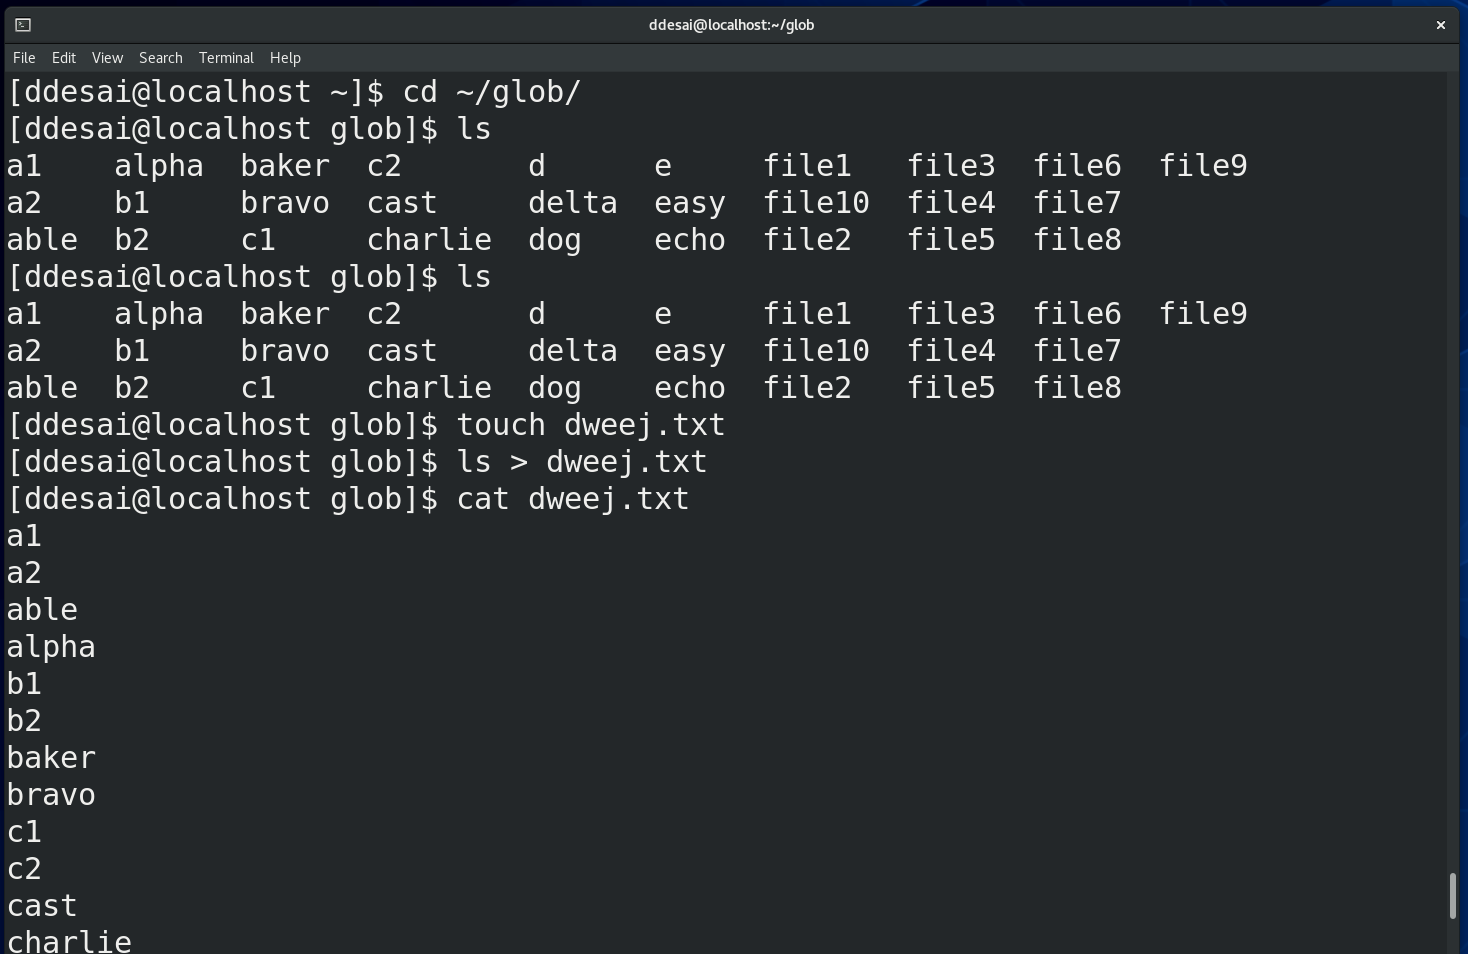 ddesai@localhost:~/glob
File Edit View Search Terminal Help
[ddesai@localhost ~]$ cd ~/glob/
[ddesai@localhost glob]$ ls
a1    alpha  baker  c2       d      e     file1   file3  file6  file9
a2    b1     bravo  cast     delta  easy  file10  file4  file7
able  b2     c1     charlie  dog    echo  file2   file5  file8
[ddesai@localhost glob]$ ls
a1    alpha  baker  c2       d      e     file1   file3  file6  file9
a2    b1     bravo  cast     delta  easy  file10  file4  file7
able  b2     c1     charlie  dog    echo  file2   file5  file8
[ddesai@localhost glob]$ touch dweej.txt
[ddesai@localhost glob]$ ls > dweej.txt
[ddesai@localhost glob]$ cat dweej.txt
a1
a2
able
alpha
b1
b2
baker
bravo
c1
c2
cast
charlie